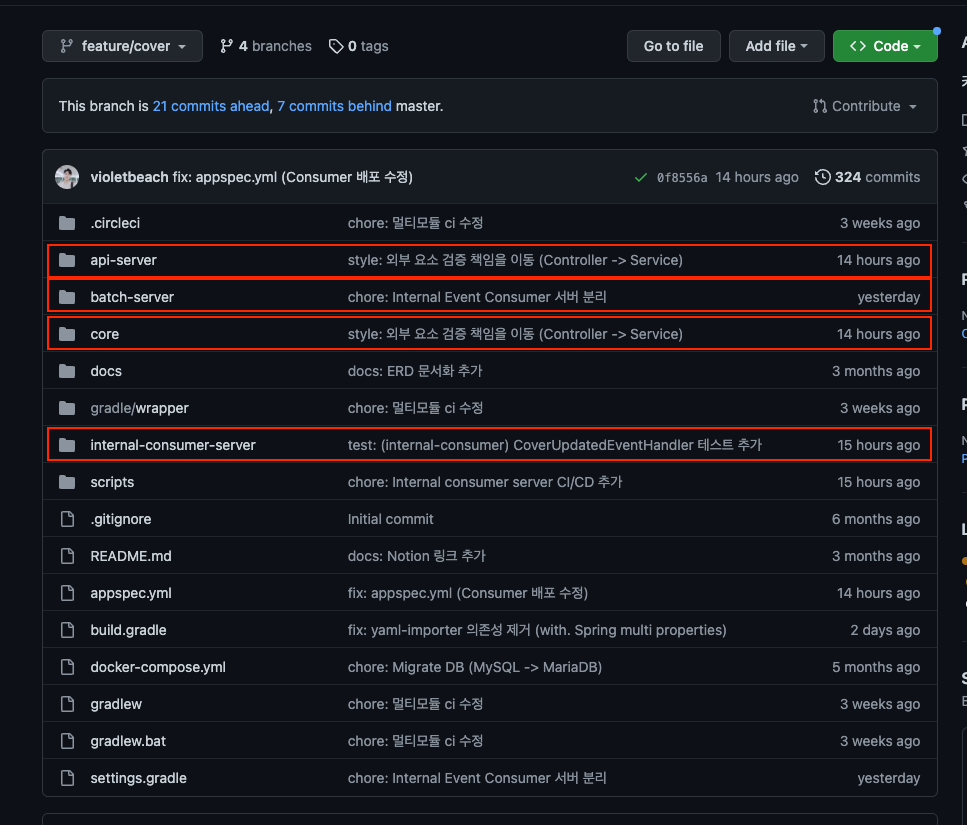 feature/cover 4 branches 0 tags Go to file Add file Code
This branch is 21 commits ahead, 7 commits behind master. Contribute
violetbeach fix: appspec.yml (Consumer 배포 수정) 0f8556a 14 hours ago 324 commits
.circleci chore: 멀티모듈 ci 수정 3 weeks ago
api-server style: 외부 요소 검증 책임을 이동 (Controller -> Service) 14 hours ago
batch-server chore: Internal Event Consumer 서버 분리 yesterday
core style: 외부 요소 검증 책임을 이동 (Controller -> Service) 14 hours ago
docs docs: ERD 문서화 추가 3 months ago
gradle/wrapper chore: 멀티모듈 ci 수정 3 weeks ago
internal-consumer-server test: (internal-consumer) CoverUpdatedEventHandler 테스트 추가 15 hours ago
scripts chore: Internal consumer server CI/CD 추가 15 hours ago
.gitignore Initial commit 6 months ago
README.md docs: Notion 링크 추가 3 months ago
appspec.yml fix: appspec.yml (Consumer 배포 수정) 14 hours ago
build.gradle fix: yaml-importer 의존성 제거 (with. Spring multi properties) 2 days ago
docker-compose.yml chore: Migrate DB (MySQL -> MariaDB) 5 months ago
gradlew chore: 멀티모듈 ci 수정 3 weeks ago
gradlew.bat chore: 멀티모듈 ci 수정 3 weeks ago
settings.gradle chore: Internal Event Consumer 서버 분리 yesterday